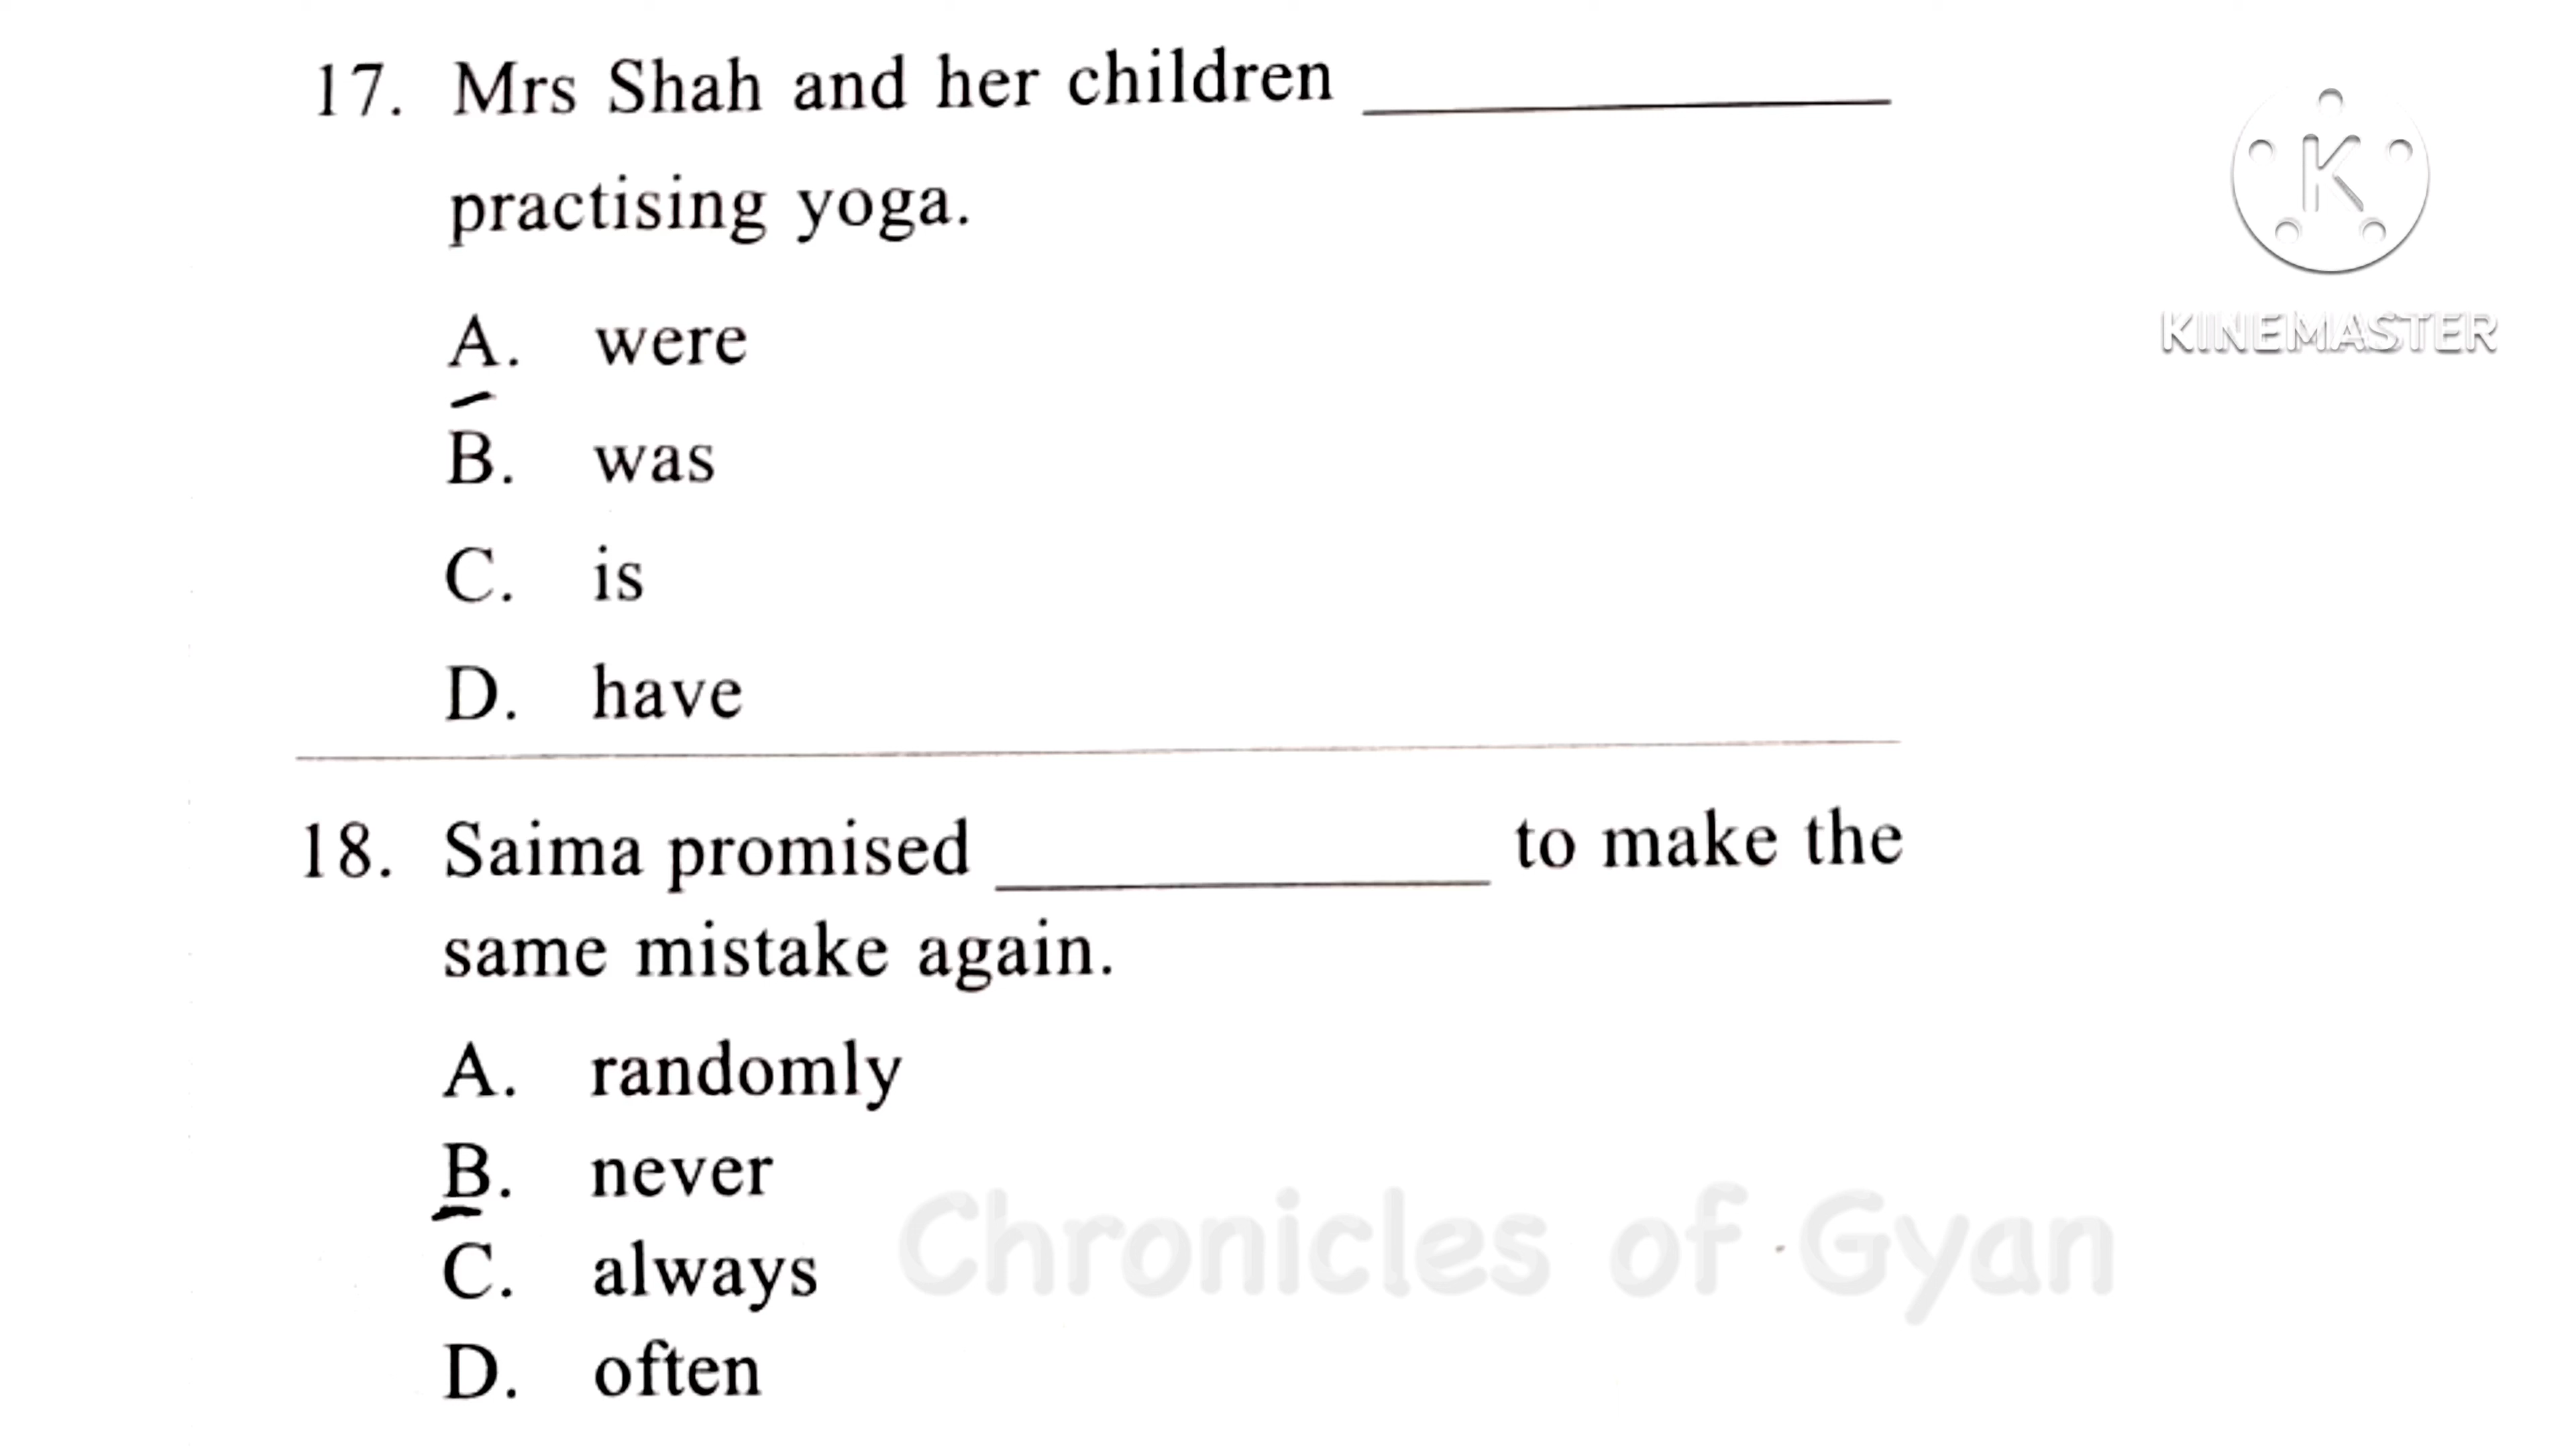 17. Mrs Shah and her children ____________
practising yoga.
A. were
B. was
C. is
D. have
18. Saima promised ____________ to make the
same mistake again.
A. randomly
B. never
C. always
D. often
K
KINEMASTER
Chronicles of Gyan